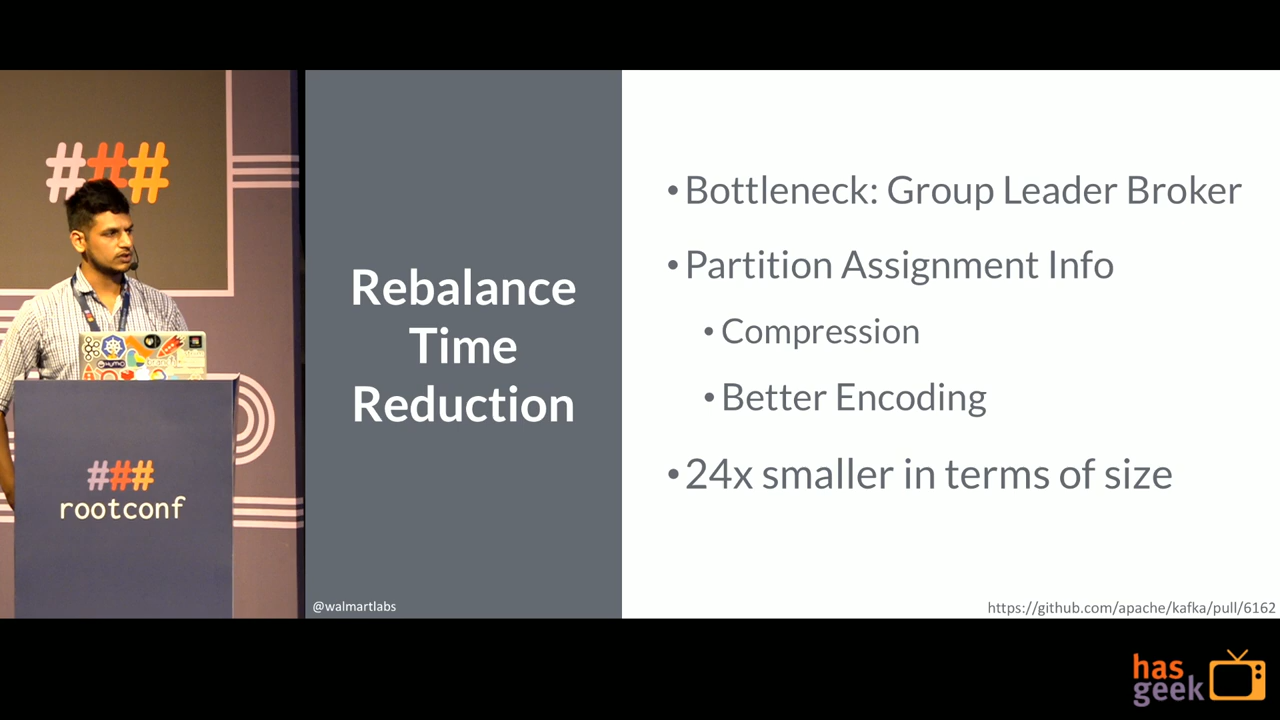 ###
###
rootconf
Rebalance
Time
Reduction
@walmartlabs
•Bottleneck: Group Leader Broker
•Partition Assignment Info
•Compression
•Better Encoding
•24x smaller in terms of size
https://github.com/apache/kafka/pull/6162
has
geek